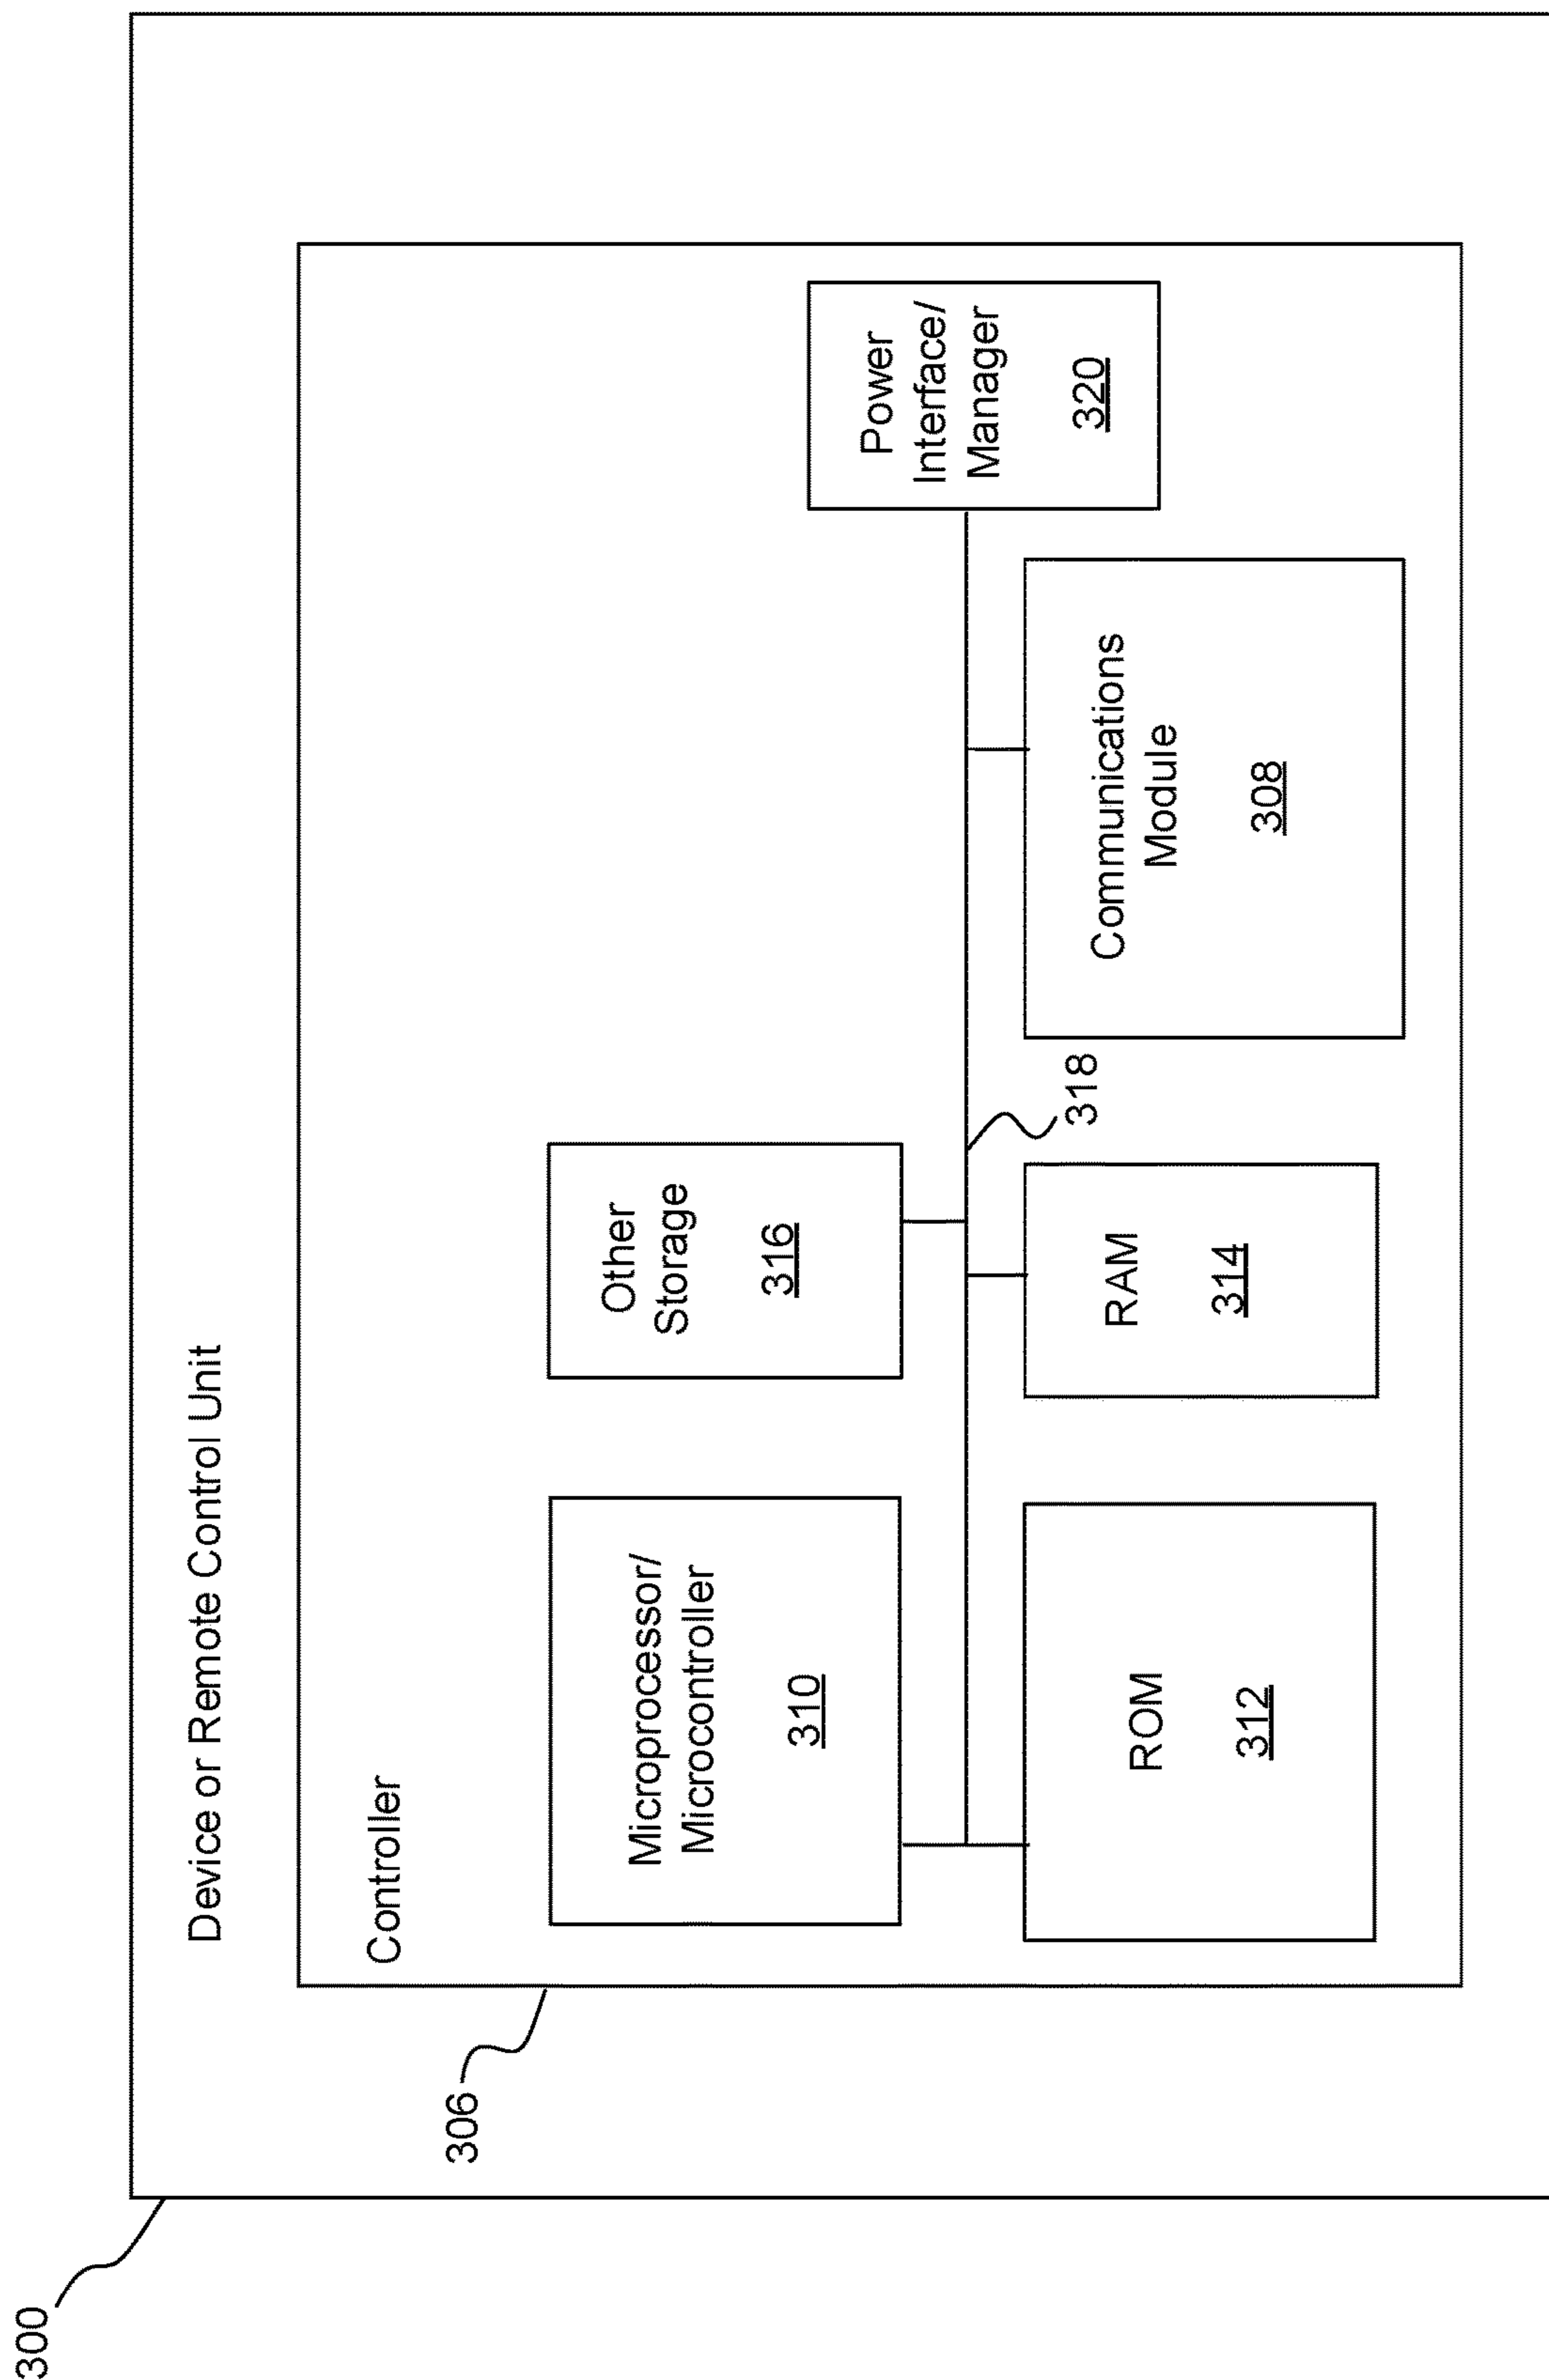 300
Device or Remote Control Unit
306
Controller
Microprocessor/
Microcontroller
310
Other
Storage
316
Power
Interface/
Manager
320
318
ROM
312
RAM
314
Communications
Module
308